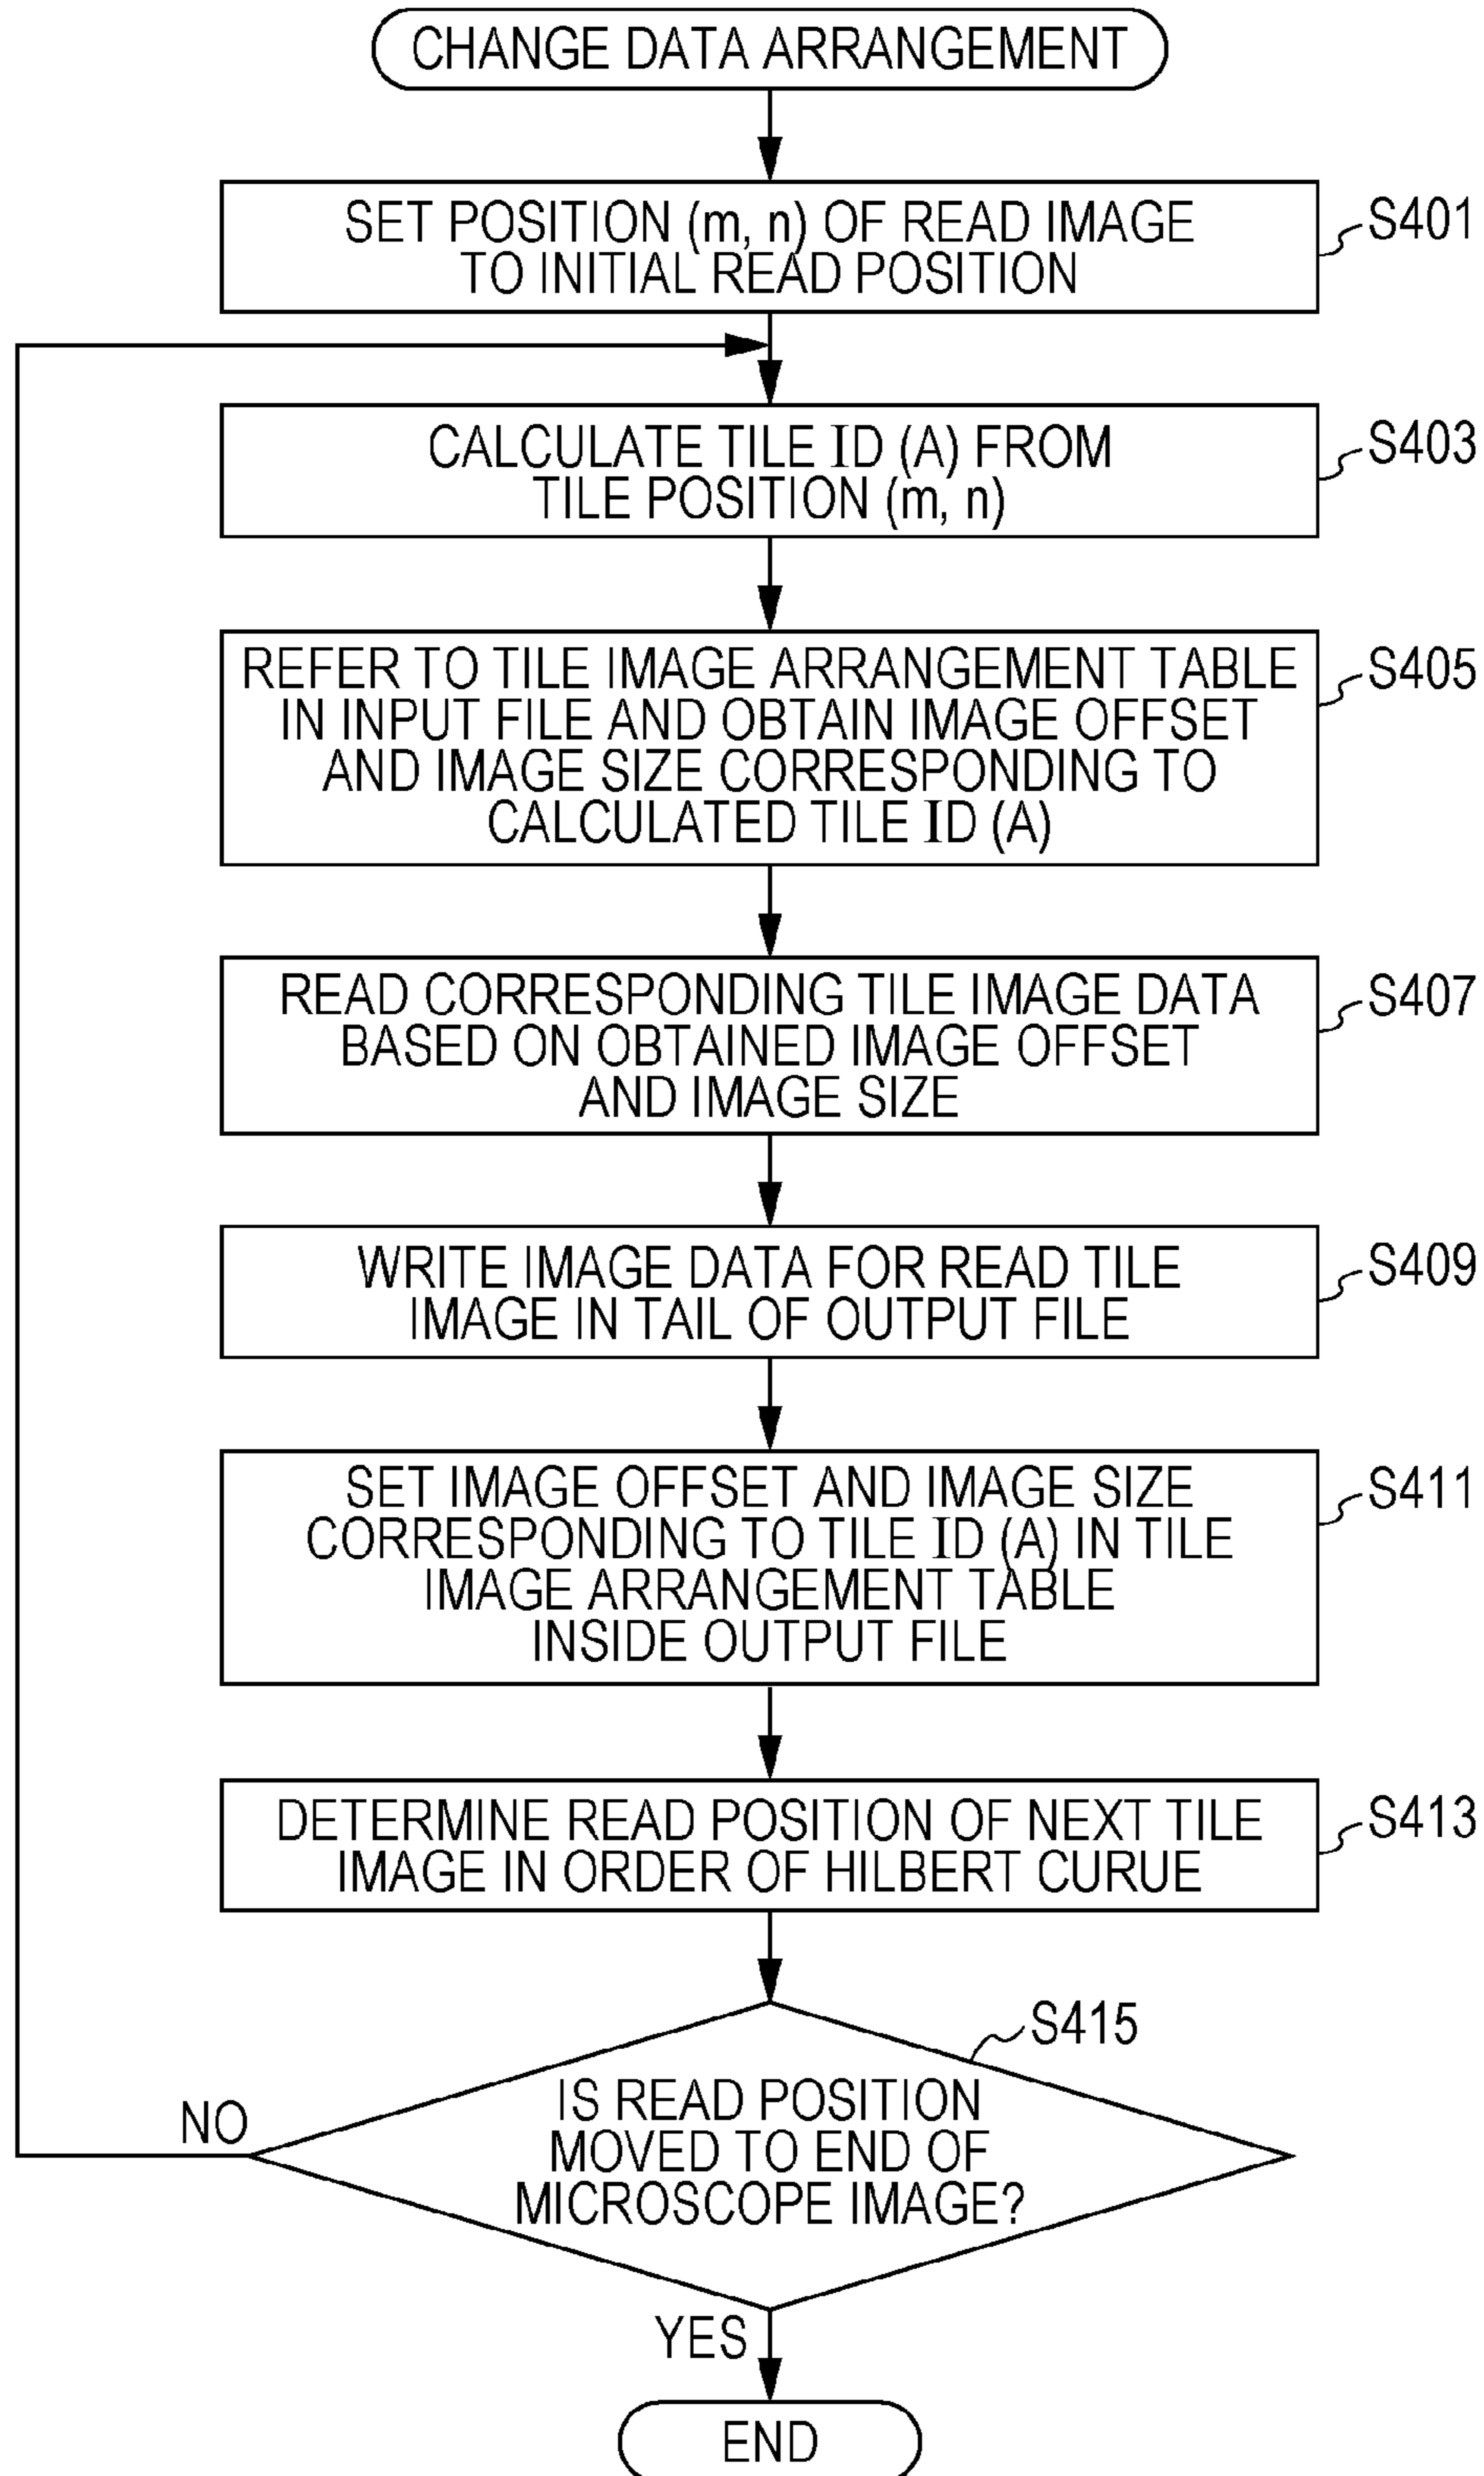 CHANGE DATA ARRANGEMENT
SET POSITION (m, n) OF READ IMAGE
TO INITIAL READ POSITION
S401
CALCULATE TILE ID (A) FROM
TILE POSITION (m, n)
S403
REFER TO TILE IMAGE ARRANGEMENT TABLE
IN INPUT FILE AND OBTAIN IMAGE OFFSET
AND IMAGE SIZE CORRESPONDING TO
CALCULATED TILE ID (A)
S405
READ CORRESPONDING TILE IMAGE DATA
BASED ON OBTAINED IMAGE OFFSET
AND IMAGE SIZE
S407
WRITE IMAGE DATA FOR READ TILE
IMAGE IN TAIL OF OUTPUT FILE
S409
SET IMAGE OFFSET AND IMAGE SIZE
CORRESPONDING TO TILE ID (A) IN TILE
IMAGE ARRANGEMENT TABLE
INSIDE OUTPUT FILE
S411
DETERMINE READ POSITION OF NEXT TILE
IMAGE IN ORDER OF HILBERT CURUE
S413
S415
IS READ POSITION
MOVED TO END OF
MICROSCOPE IMAGE?
NO
YES
END